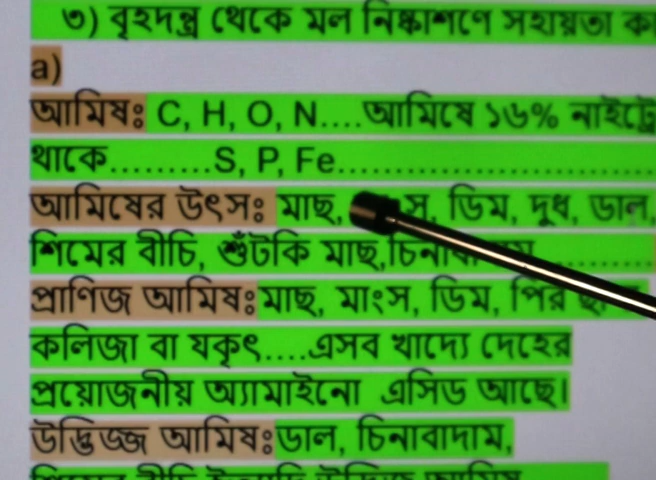 ৩) বৃহদন্ত্র থেকে মল নিষ্কাশণে সহায়তা
a)
আমিষঃ C, H, O, N....আমিষে ১৬%
থাকে.........S, P, Fe..............................
আমিষের উৎসঃ মাছ, ডিম, দুধ, ডাল,
শিমের বীচি, শুঁটকি মাছ,
প্রাণিজ আমিষঃ মাছ, মাংস, ডিম,
কলিজা বা যকৃৎ....এসব খাদ্যে দেহের
প্রয়োজনীয় অ্যামাইনো এসিড আছে।
উদ্ভিজ্জ আমিষঃ ডাল, চিনাবাদাম,